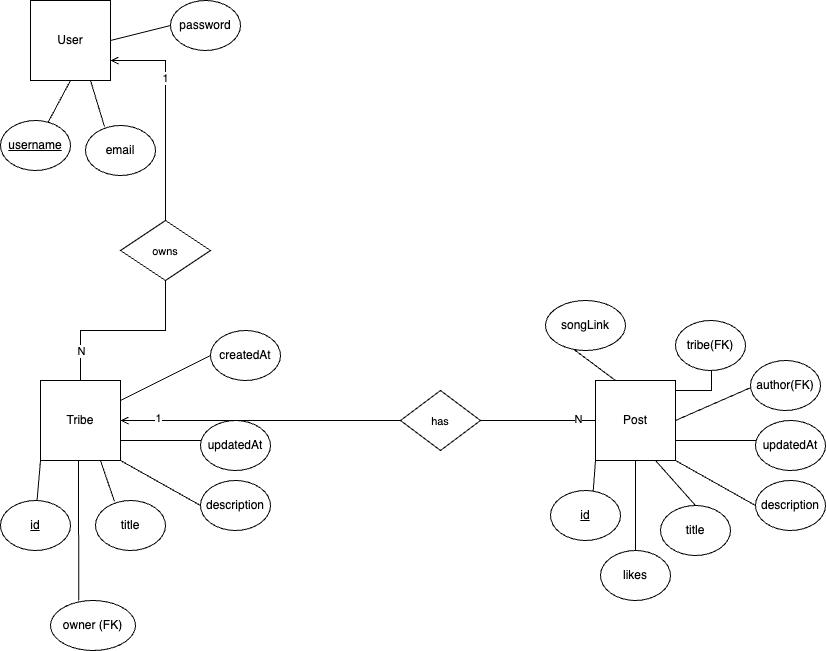 User
password
1
username
email
owns
N
createdAt
songLink
tribe(FK)
author(FK)
Tribe
1
has
N
Post
updatedAt
updatedAt
id
title
description
id
title
description
likes
owner (FK)